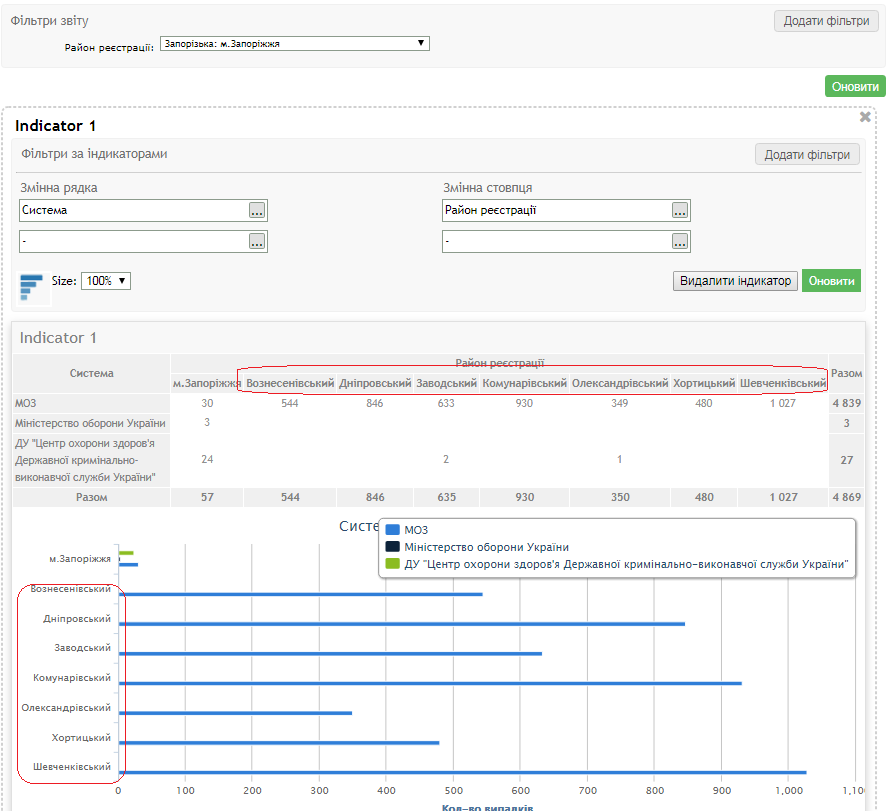 Фільтри звіту
Додати фільтри
Район реєстрації: Запорізька: м.Запоріжжя
Оновити
Indicator 1
Фільтри за індикаторами
Додати фільтри
Змінна рядка Змінна стовпця
Система ... Район реєстрації ...
- ... - ...
Size: 100% Видалити індикатор Оновити
Indicator 1
Система Район реєстрації Разом
м.Запоріжжя Вознесенівський Дніпровський Заводський Комунарівський Олександрівський Хортицький Шевченківський
МОЗ 30 544 846 633 930 349 480 1 027 4 839
Міністерство оборони України 3 3
ДУ "Центр охорони здоров'я
Державної кримінально-
виконавчої служби України" 24 2 1 27
Разом 57 544 846 635 930 350 480 1 027 4 869
Систе
МОЗ
Міністерство оборони України
ДУ "Центр охорони здоров'я Державної кримінально-виконавчої служби України"
м.Запоріжжя
Вознесенівський
Дніпровський
Заводський
Комунарівський
Олександрівський
Хортицький
Шевченківський
0 100 200 300 400 500 600 700 800 900 1,000 1,10
Кол-во випадків